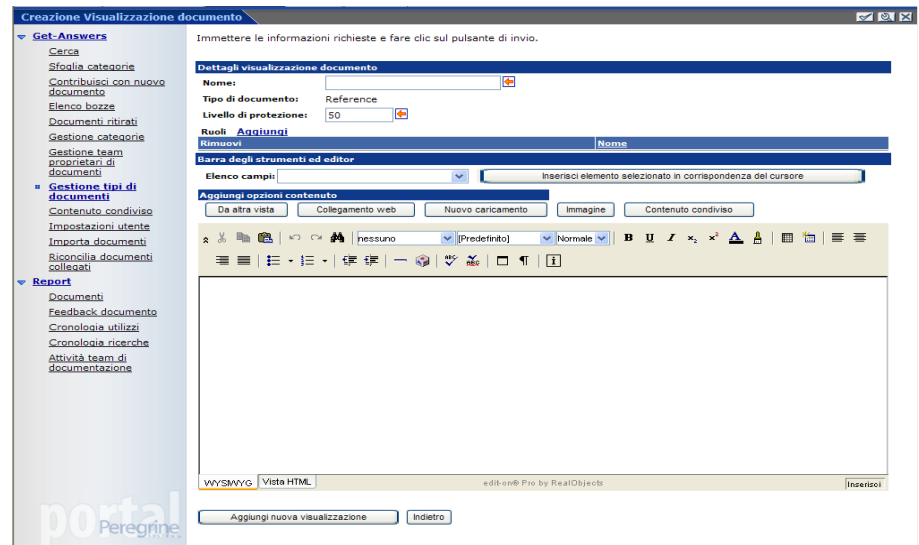 Creazione Visualizzazione documento
Get-Answers
Cerca
Sfoglia categorie
Contribuisci con nuovo
documento
Elenco bozze
Documenti ritirati
Gestione categorie
Gestione team
proprietari di
documenti
Gestione tipi di
documenti
Contenuto condiviso
Impostazioni utente
Importa documenti
Riconcilia documenti
collegati
Report
Documenti
Feedback documento
Cronologia utilizzi
Cronologia ricerche
Attività team di
documentazione
portal
Peregrine
Immettere le informazioni richieste e fare clic sul pulsante di invio.
Dettagli visualizzazione documento
Nome:
Tipo di documento: Reference
Livello di protezione: 50
Ruoli Aggiungi
Rimuovi Nome
Barra degli strumenti ed editor
Elenco campi: Inserisci elemento selezionato in corrispondenza del cursore
Aggiungi opzioni contenuto
Da altra vista Collegamento web Nuovo caricamento Immagine Contenuto condiviso
nessuno [Predefinito] Normale B U I x₂ x² A
ABC ABC ¶ i
WYSIWYG Vista HTML edit-on® Pro by RealObjects Inserisci
Aggiungi nuova visualizzazione Indietro